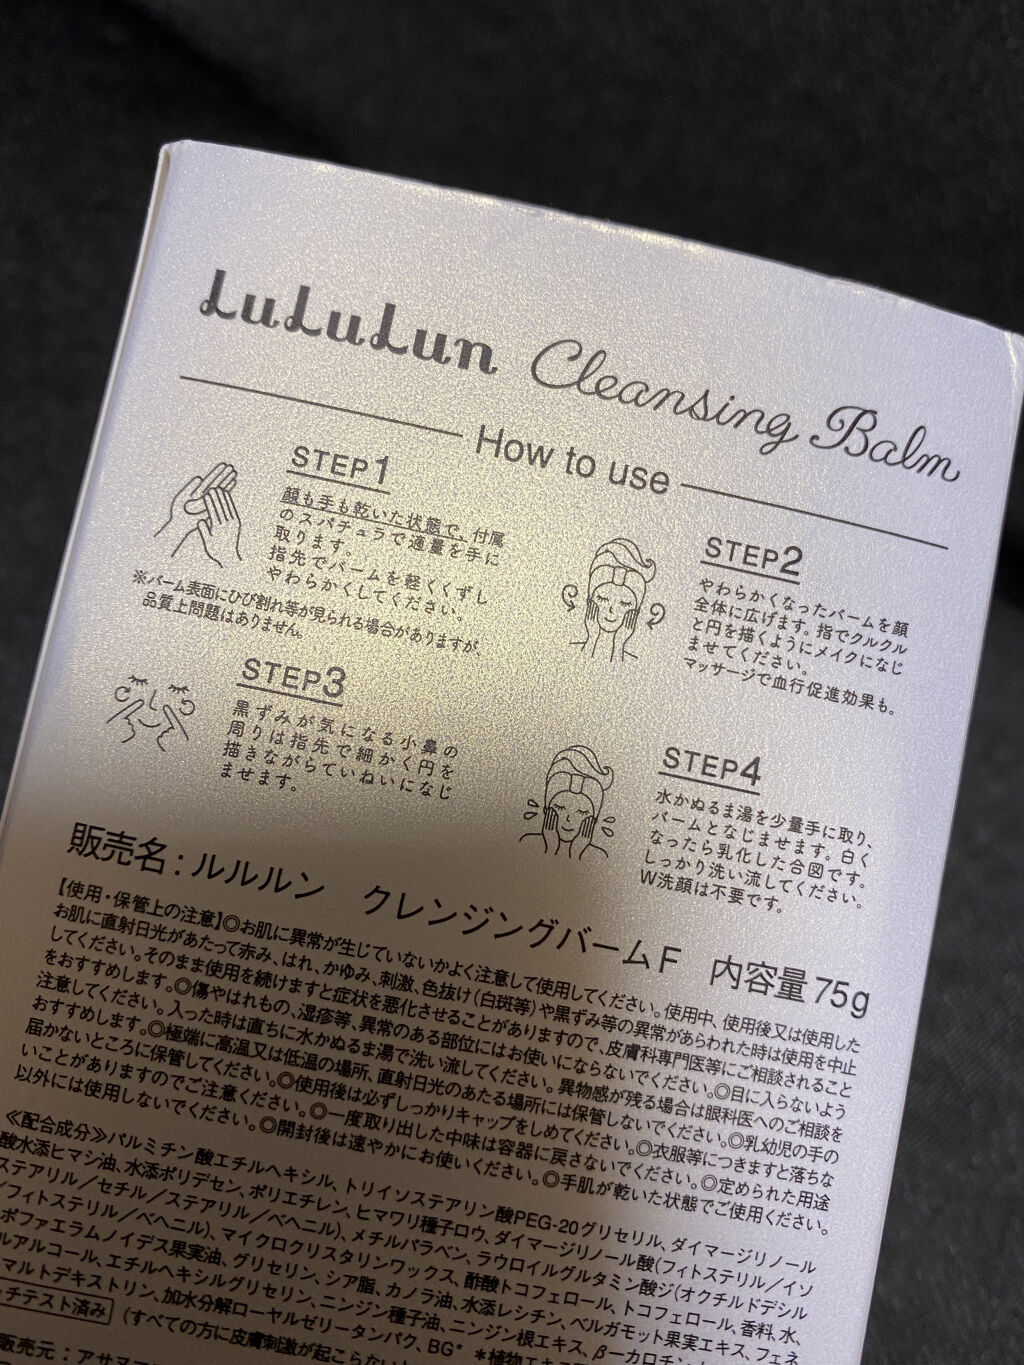 LuLuLun Cleansing Balm
How to use
STEP1
顔も手も乾いた状態で、付属
のスパチュラで適量を手に
取ります。
指先でバームを軽くくずし
やわらかくしてください。
※バーム表面にひび割れ等が見られる場合がありますが、
品質上問題はありません。
STEP2
やわらかくなったバームを顔
全体に広げます。指でクルクル
と円を描くようにメイクになじ
ませてください。
マッサージで血行促進効果も。
STEP3
黒ずみが気になる小鼻の
周りは指先で細かく円を
描きながらていねいになじ
ませます。
STEP4
水かぬるま湯を少量手に取り、
バームとなじませます。白く
なったら乳化した合図です。
しっかり洗い流してください。
W洗顔は不要です。
販売名：ルルルン クレンジングバームF 内容量 75g
【使用・保管上の注意】◎お肌に異常が生じていないかよく注意して使用してください。使用中、使用後又は使用した
お肌に直射日光があたって赤み、はれ、かゆみ、刺激、色抜け(白斑等)や黒ずみ等の異常があらわれた時は使用を中止
してください。そのまま使用を続けますと症状を悪化させることがありますので、皮膚科専門医等にご相談されること
をおすすめします。◎傷やはれもの、湿疹等、異常のある部位にはお使いにならないでください。◎目に入らないよう
注意してください。入った時は直ちに水かぬるま湯で洗い流してください。異物感が残る場合は眼科医へのご相談を
おすすめします。◎極端に高温又は低温の場所、直射日光のあたる場所には保管しないでください。◎乳幼児の手の
届かないところに保管してください。◎使用後は必ずしっかりキャップをしめてください。◎衣服等につきますと落ちな
いことがありますのでご注意ください。◎一度取り出した中味は容器に戻さないでください。◎定められた用途
以外には使用しないでください。◎開封後は速やかにお使いください。◎手肌が乾いた状態でご使用ください。
≪配合成分≫パルミチン酸エチルヘキシル、トリイソステアリン酸PEG-20グリセリル、ダイマージリノール
酸水添ヒマシ油、水添ポリデセン、ポリエチレン、ヒマワリ種子ロウ、ダイマージリノール酸(フィトステリル／イソ
ステアリル／セチル／ステアリル／ベヘニル)、メチルパラベン、ラウロイルグルタミン酸ジ(オクチルドデシル
／フィトステリル／ベヘニル)、マイクロクリスタリンワックス、酢酸トコフェロール、トコフェロール、香料、水、
ポファエラムノイデス果実油、グリセリン、シア脂、カノラ油、水添レシチン、ベルガモット果実エキス、フェネ
ルアルコール、エチルヘキシルグリセリン、ニンジン種子油、ニンジン根エキス、β-カロチン、
マルトデキストリン、加水分解ローヤルゼリータンパク、BG* *植物エキス
チテスト済み (すべての方に皮膚刺激が起こらない
販売元：アサマ